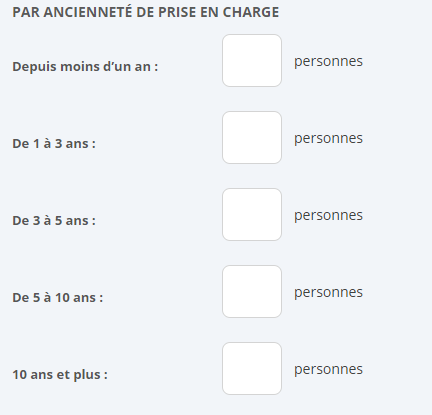 PAR ANCIENNETÉ DE PRISE EN CHARGE
Depuis moins d’un an : personnes
De 1 à 3 ans : personnes
De 3 à 5 ans : personnes
De 5 à 10 ans : personnes
10 ans et plus : personnes